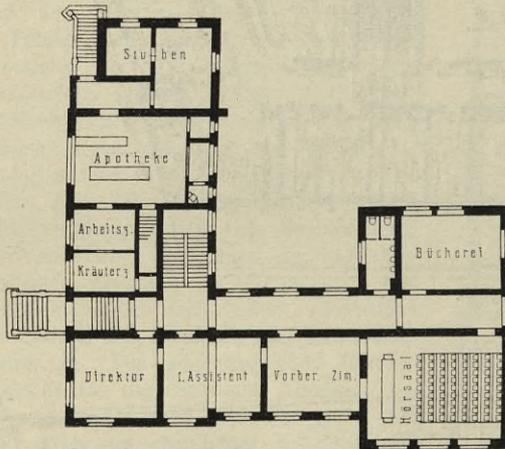 Stuben
Apotheke
Arbeitsz.
Kräuterz
Bücherei
Direktor
I. Assistent
Vorber. Zim.
Hörsaal